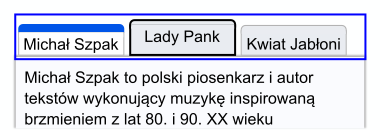 Michał Szpak
Lady Pank
Kwiat Jabłoni
Michał Szpak to polski piosenkarz i autor
tekstów wykonujący muzykę inspirowaną
brzmieniem z lat 80. i 90. XX wieku